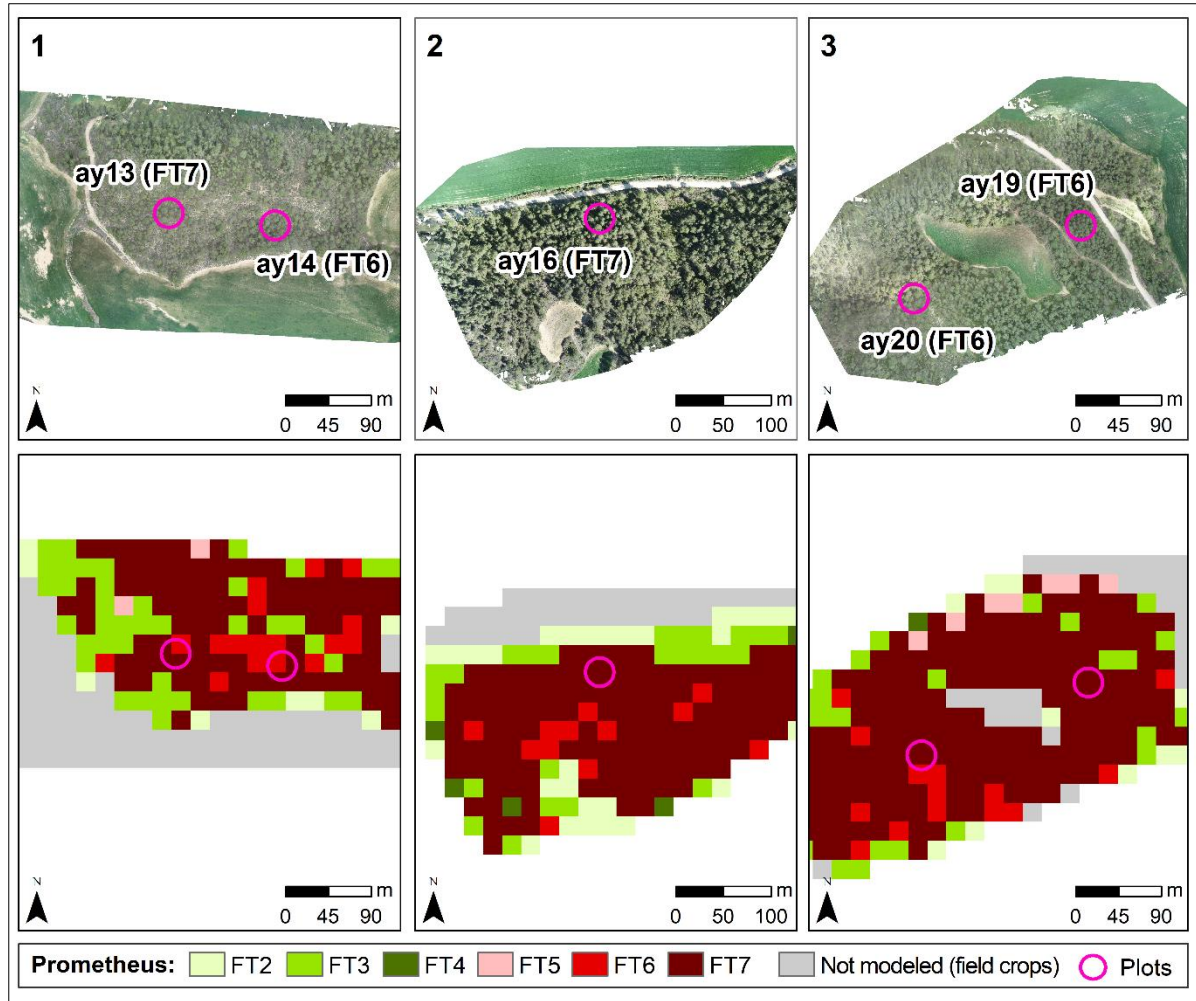 1
2
3
ay13 (FT7)
ay14 (FT6)
ay16 (FT7)
ay19 (FT6)
ay20 (FT6)
N
m
0 45 90
N
m
0 50 100
N
m
0 45 90
N
m
0 45 90
N
m
0 50 100
N
m
0 45 90
Prometheus: FT2 FT3 FT4 FT5 FT6 FT7 Not modeled (field crops) Plots